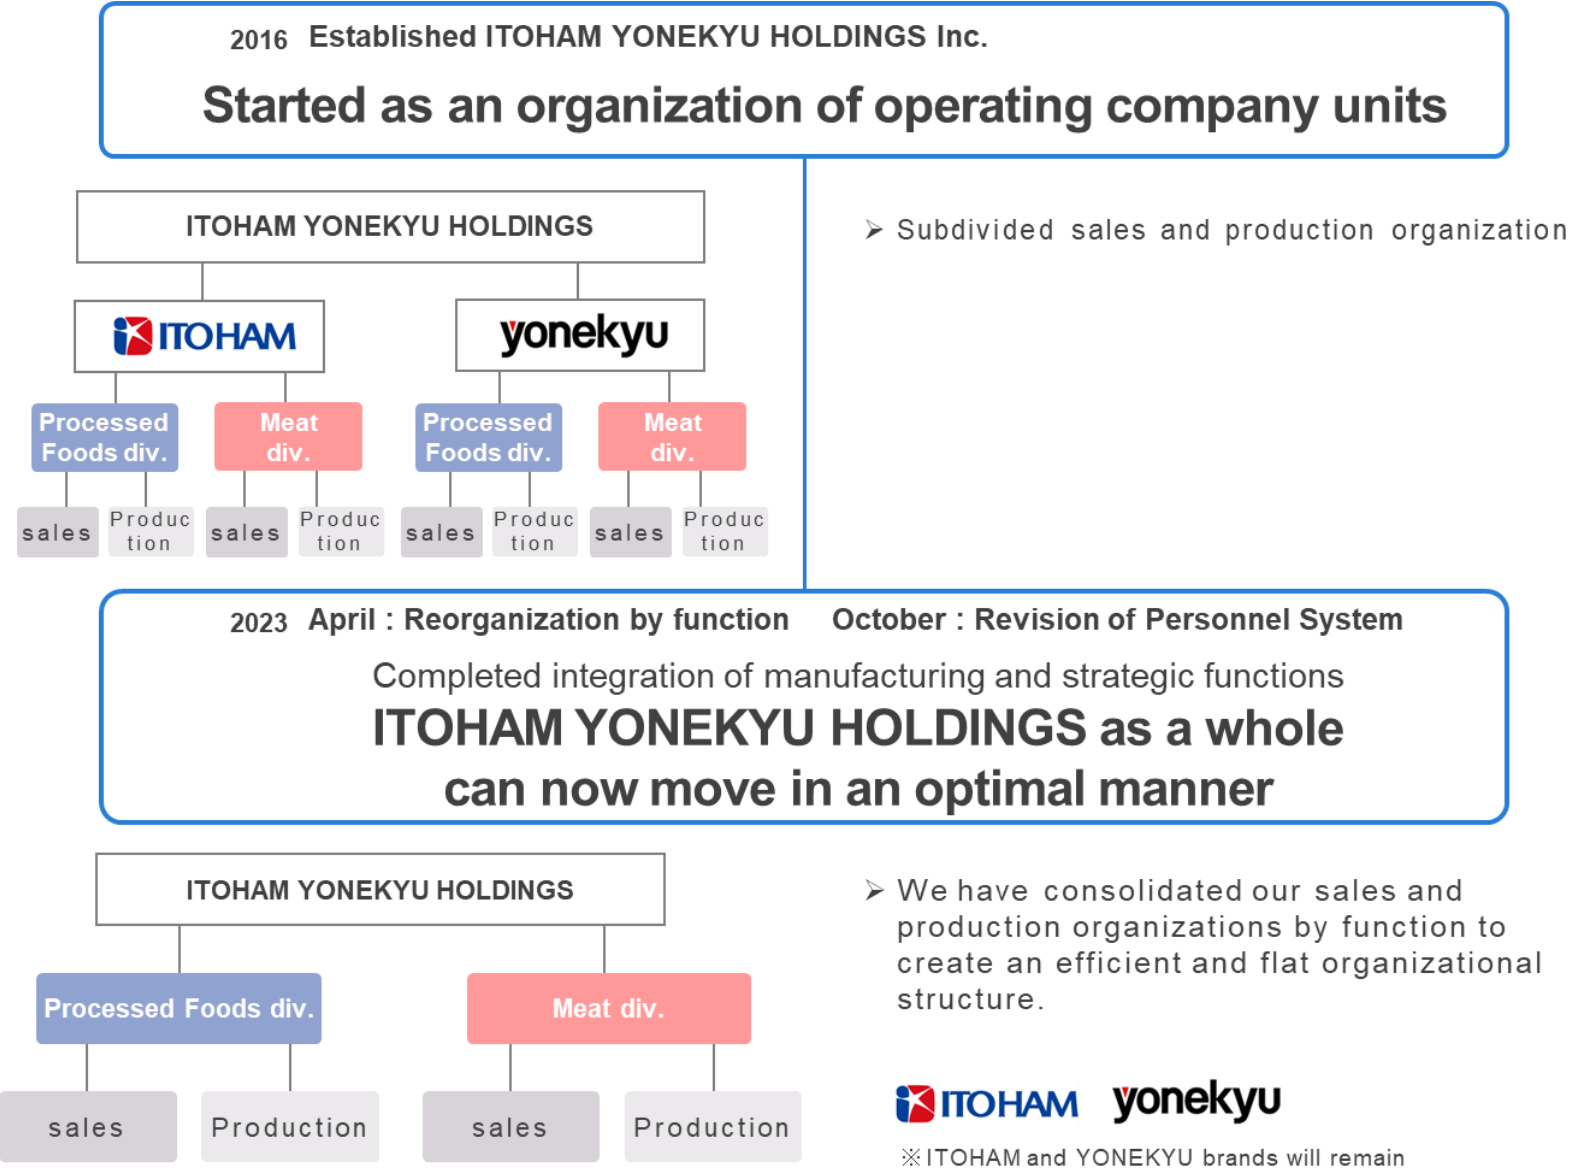 2016 Established ITOHAM YONEKYU HOLDINGS Inc.
Started as an organization of operating company units
ITOHAM YONEKYU HOLDINGS
➢ Subdivided sales and production organization
ITOHAM
yonekyu
Processed
Foods div.
Meat
div.
Processed
Foods div.
Meat
div.
sales
Produc
tion
sales
Produc
tion
sales
Produc
tion
sales
Produc
tion
2023 April : Reorganization by function October : Revision of Personnel System
Completed integration of manufacturing and strategic functions
ITOHAM YONEKYU HOLDINGS as a whole
can now move in an optimal manner
ITOHAM YONEKYU HOLDINGS
Processed Foods div.
Meat div.
sales
Production
sales
Production
➢ We have consolidated our sales and
production organizations by function to
create an efficient and flat organizational
structure.
ITOHAM yonekyu
※ITOHAM and YONEKYU brands will remain